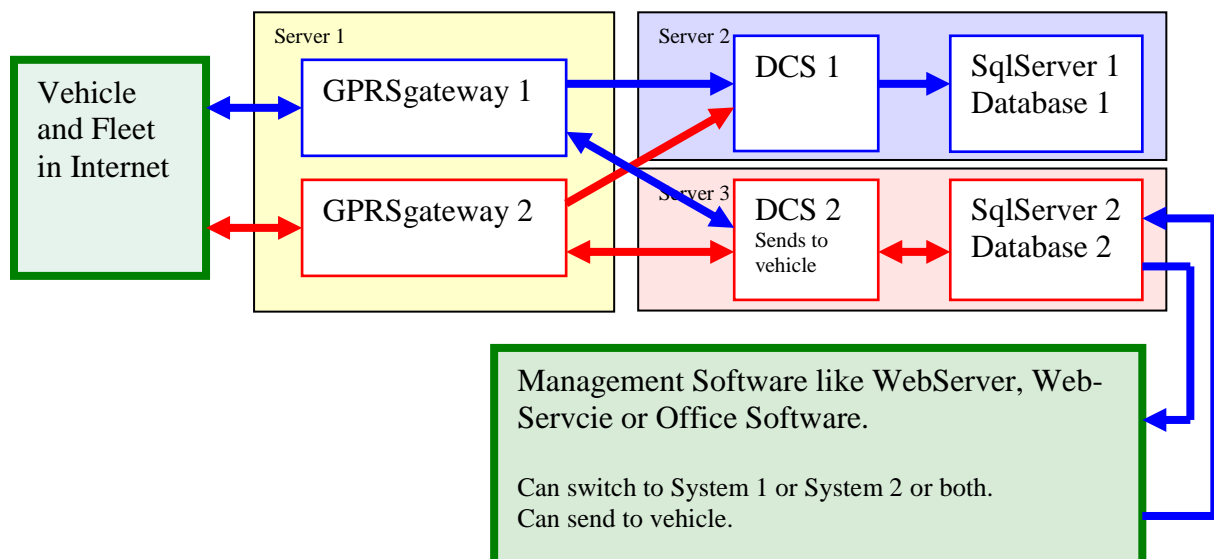 Server 1
Server 2
Vehicle
and Fleet
in Internet
GPRSgateway 1
DCS 1
SqlServer 1
Database 1
GPRSgateway 2
Server 3
DCS 2
Sends to
vehicle
SqlServer 2
Database 2
Management Software like WebServer, Web-
Servcie or Office Software.
Can switch to System 1 or System 2 or both.
Can send to vehicle.